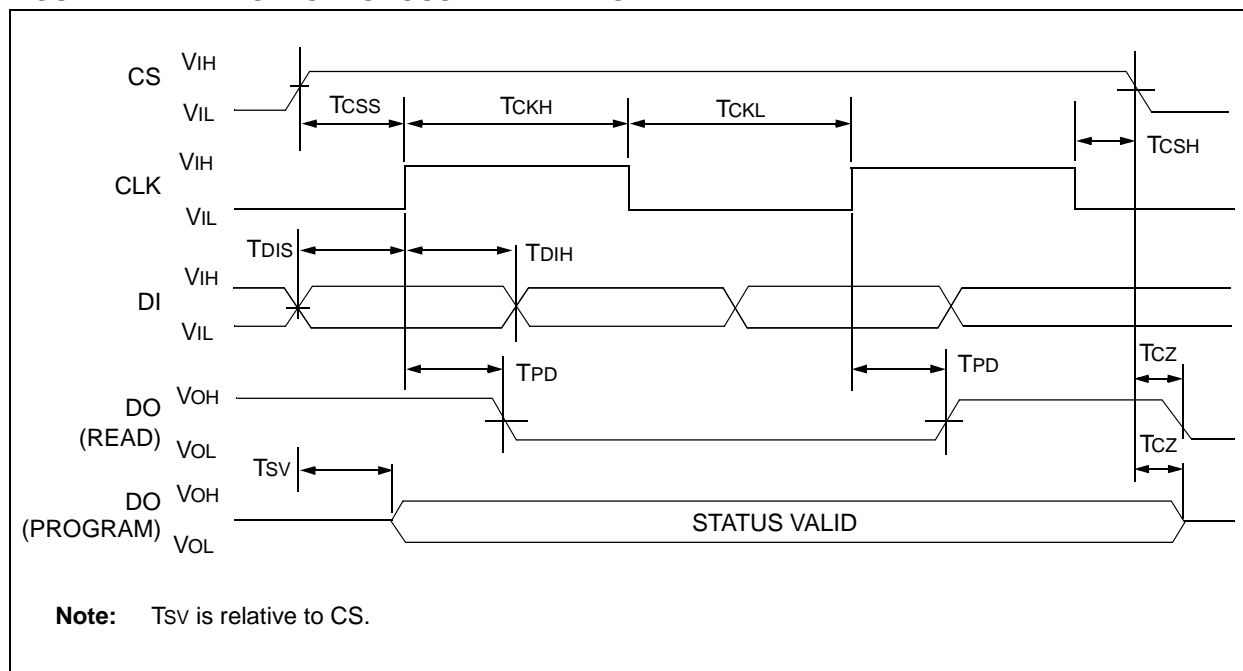 CS
VIH
VIL
TCSS
TCKH
TCKL
TCSH
CLK
VIH
VIL
TDIS
TDIH
DI
VIH
VIL
TPD
TPD
TCZ
DO
(READ)
VOH
VOL
TCZ
TSV
DO
(PROGRAM)
VOH
VOL
STATUS VALID
Note: TSV is relative to CS.